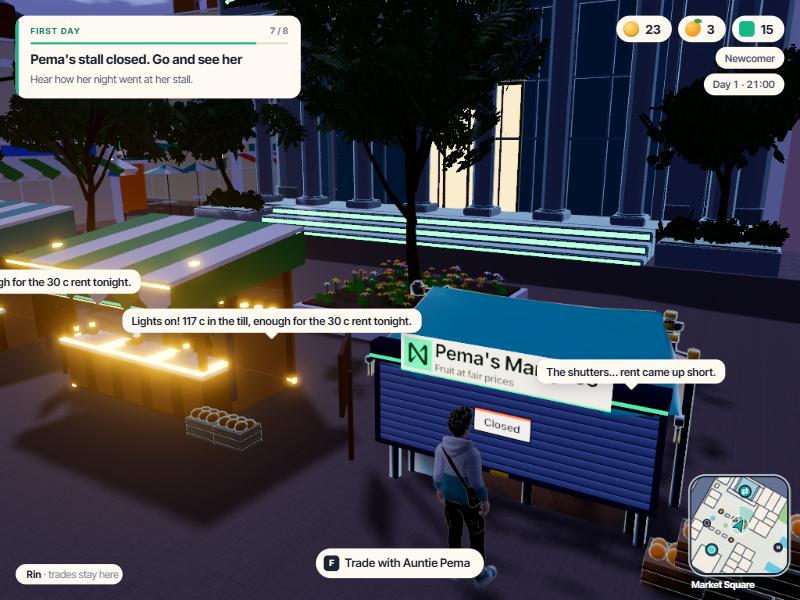 FIRST DAY 7 / 8
Pema's stall closed. Go and see her
Hear how her night went at her stall.
23 3 15
Newcomer
Day 1 · 21:00
gh for the 30 c rent tonight.
Lights on! 117 c in the till, enough for the 30 c rent tonight.
Pema's
Fruit at fair prices
The shutters... rent came up short.
Closed
F Trade with Auntie Pema
Rin · trades stay here
N
Market Square